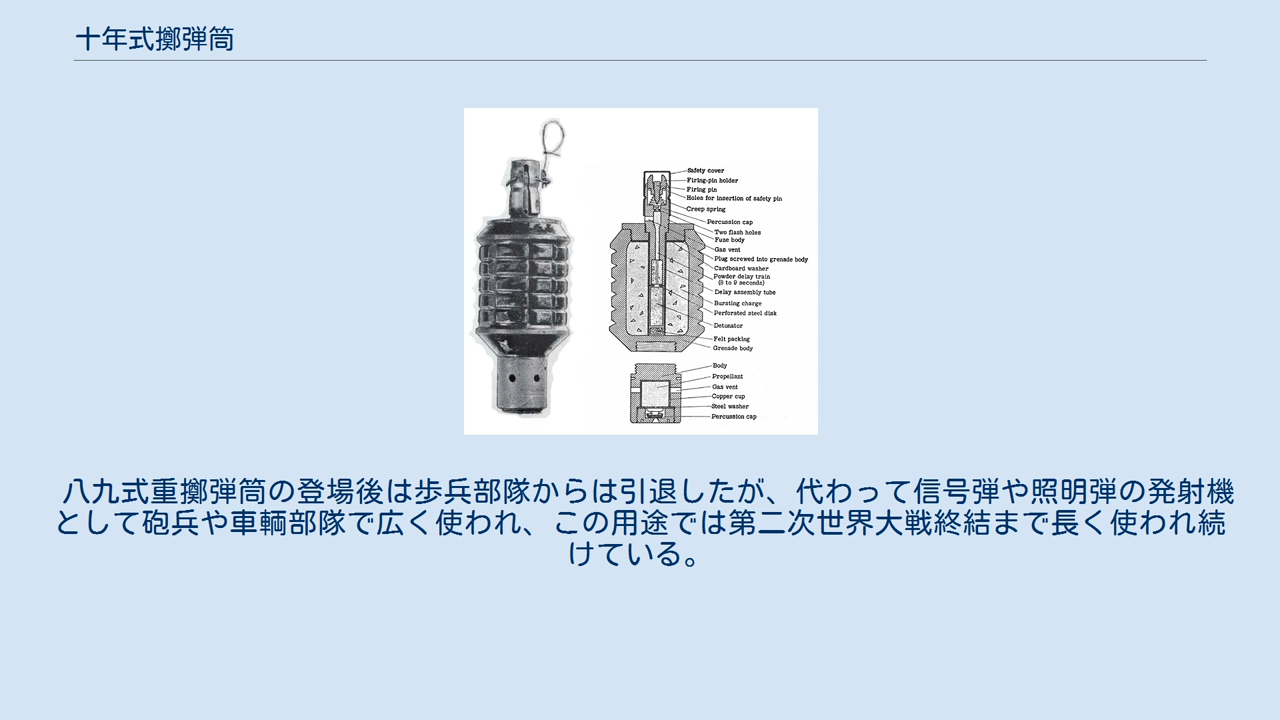 十年式擲弾筒
Safety cover
Firing-pin holder
Firing pin
Holes for insertion of safety pin
Creep spring
Percussion cap
Two flash holes
Fuze body
Gas vent
Plug screwed into grenade body
Cardboard washer
Powder delay train
(8 to 9 seconds)
Delay assembly tube
Bursting charge
Perforated steel disk
Detonator
Felt packing
Grenade body
Body
Propellant
Gas vent
Copper cup
Steel washer
Percussion cap
八九式重擲弾筒の登場後は歩兵部隊からは引退したが、代わって信号弾や照明弾の発射機
として砲兵や車輌部隊で広く使われ、この用途では第二次世界大戦終結まで長く使われ続
けている。